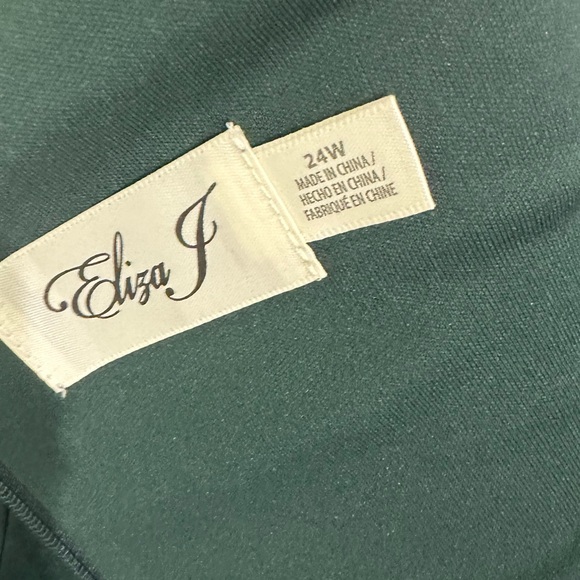 Eliza J
24W
MADE IN CHINA/
HECHO EN CHINA/
FABRIQUÉ EN CHINE